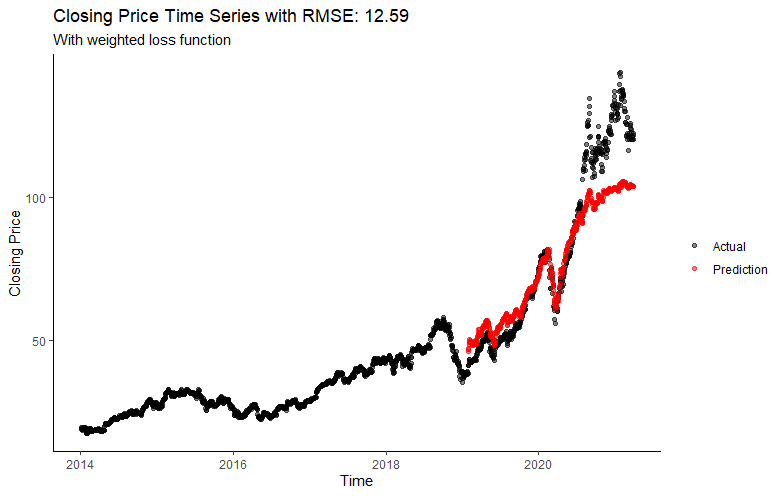 Closing Price Time Series with RMSE: 12.59
With weighted loss function
Closing Price
100
50
2014
2016
2018
2020
Time
Actual
Prediction